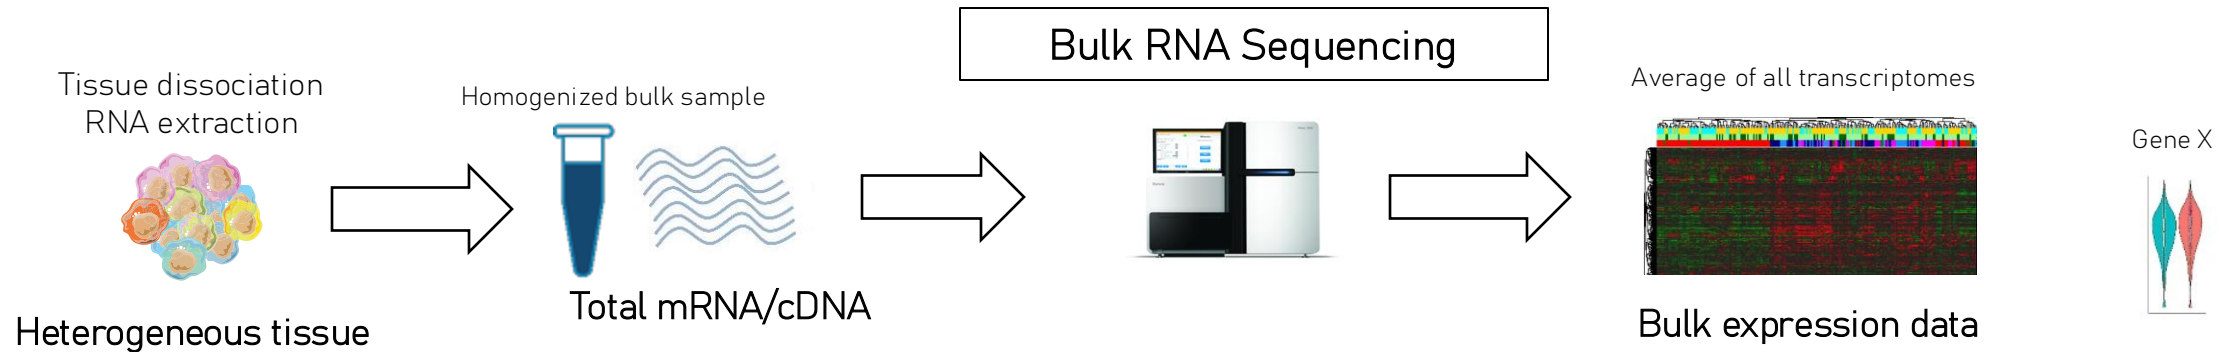 Bulk RNA Sequencing
Tissue dissociation
RNA extraction
Homogenized bulk sample
Average of all transcriptomes
Gene X
Heterogeneous tissue
Total mRNA/cDNA
Bulk expression data